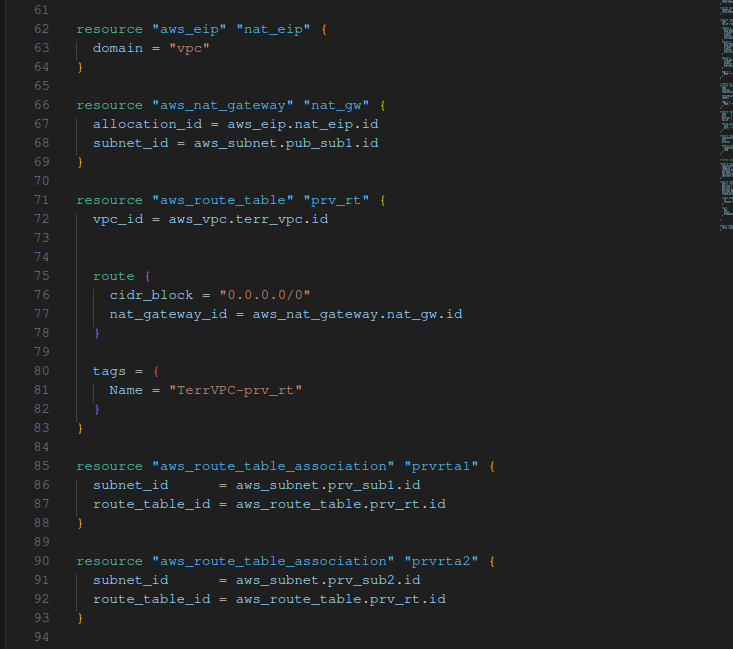 61
62 resource "aws_eip" "nat_eip" {
63 domain = "vpc"
64 }
65
66 resource "aws_nat_gateway" "nat_gw" {
67 allocation_id = aws_eip.nat_eip.id
68 subnet_id = aws_subnet.pub_sub1.id
69 }
70
71 resource "aws_route_table" "prv_rt" {
72 vpc_id = aws_vpc.terr_vpc.id
73
74
75 route {
76 cidr_block = "0.0.0.0/0"
77 nat_gateway_id = aws_nat_gateway.nat_gw.id
78 }
79
80 tags = {
81 Name = "TerrVPC-prv_rt"
82 }
83 }
84
85 resource "aws_route_table_association" "prvrta1" {
86 subnet_id      = aws_subnet.prv_sub1.id
87 route_table_id = aws_route_table.prv_rt.id
88 }
89
90 resource "aws_route_table_association" "prvrta2" {
91 subnet_id      = aws_subnet.prv_sub2.id
92 route_table_id = aws_route_table.prv_rt.id
93 }
94